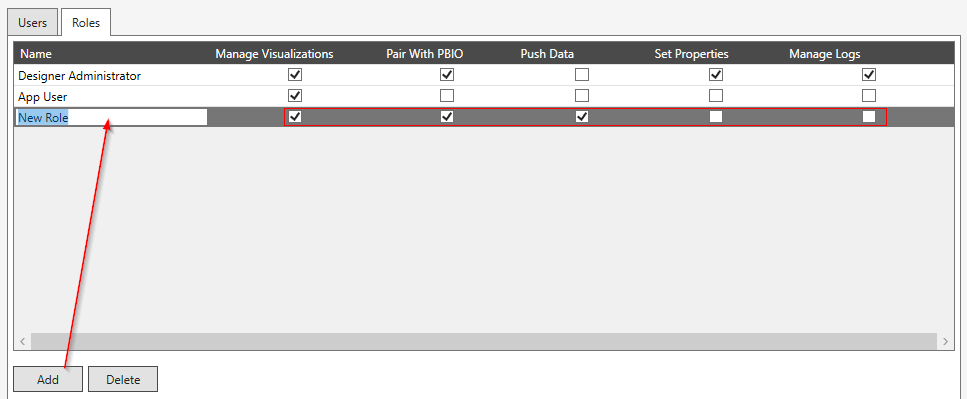 Users Roles
Name Manage Visualizations Pair With PBIO Push Data Set Properties Manage Logs
Designer Administrator
App User
New Role
Add Delete